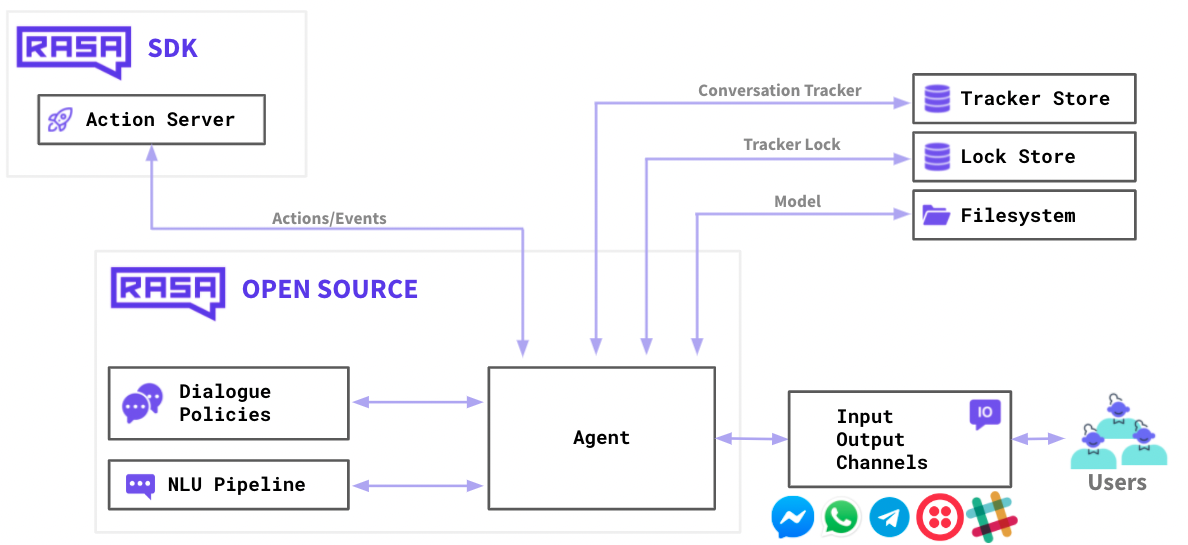 RASA SDK
Action Server
Conversation Tracker
Tracker Store
Tracker Lock
Lock Store
Model
Filesystem
Actions/Events
RASA OPEN SOURCE
Dialogue
Policies
NLU Pipeline
Agent
IO
Input
Output
Channels
Users